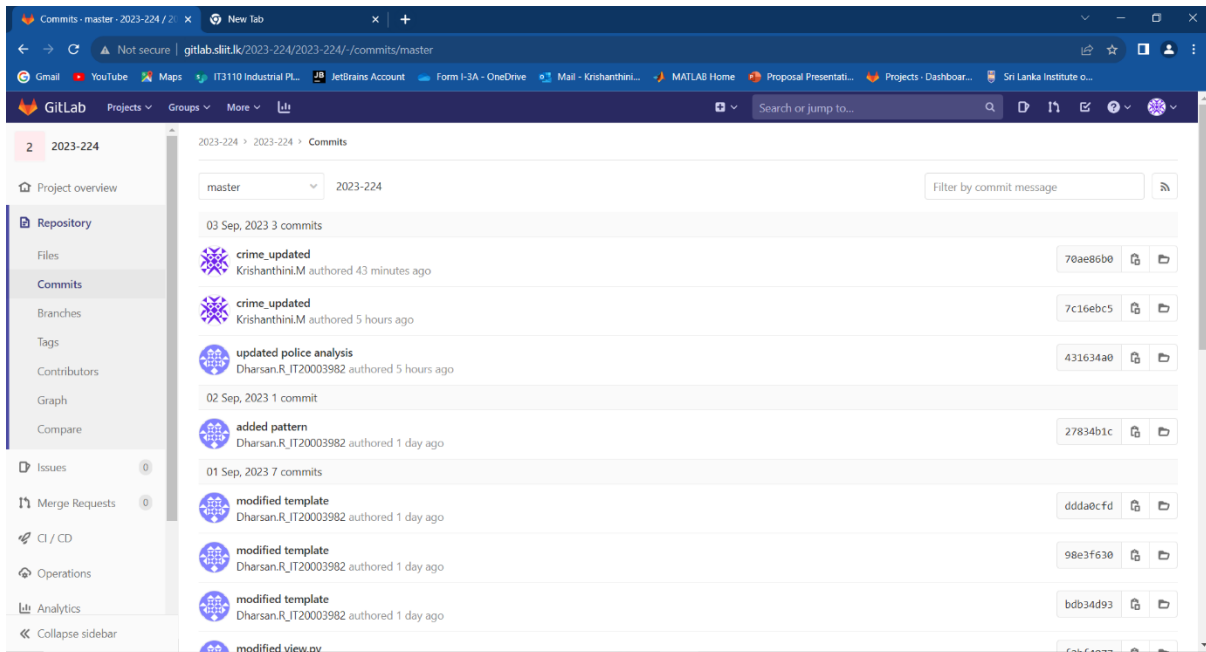 Commits · master · 2023-224 / 20
New Tab
Not secure | gitlab.sliit.lk/2023-224/2023-224/-/commits/master
Gmail YouTube Maps IT3110 Industrial Pl... JetBrains Account Form I-3A - OneDrive Mail - Krishanthini... MATLAB Home Proposal Presentati... Projects · Dashboar... Sri Lanka Institute o...
GitLab Projects Groups More Search or jump to...
2 2023-224
2023-224 > 2023-224 > Commits
Project overview
master 2023-224 Filter by commit message
Repository
03 Sep, 2023 3 commits
Files
crime_updated
Krishanthini.M authored 43 minutes ago
70ae86b0
Commits
Branches
crime_updated
Krishanthini.M authored 5 hours ago
7c16ebc5
Tags
updated police analysis
Dharsan.R_IT20003982 authored 5 hours ago
431634a0
Contributors
Graph
02 Sep, 2023 1 commit
Compare
added pattern
Dharsan.R_IT20003982 authored 1 day ago
27834b1c
Issues 0
01 Sep, 2023 7 commits
Merge Requests 0
modified template
Dharsan.R_IT20003982 authored 1 day ago
ddda0cfd
CI / CD
modified template
Dharsan.R_IT20003982 authored 1 day ago
98e3f630
Operations
Analytics
modified template
Dharsan.R_IT20003982 authored 1 day ago
bdb34d93
Collapse sidebar
modified view.py